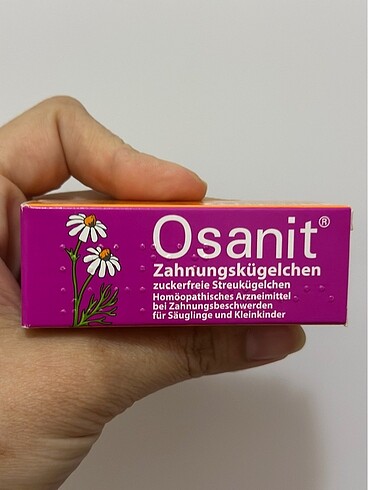 Osanit®
Zahnungskügelchen
zuckerfreie Streukügelchen
Homöopathisches Arzneimittel
bei Zahnungsbeschwerden
für Säuglinge und Kleinkinder